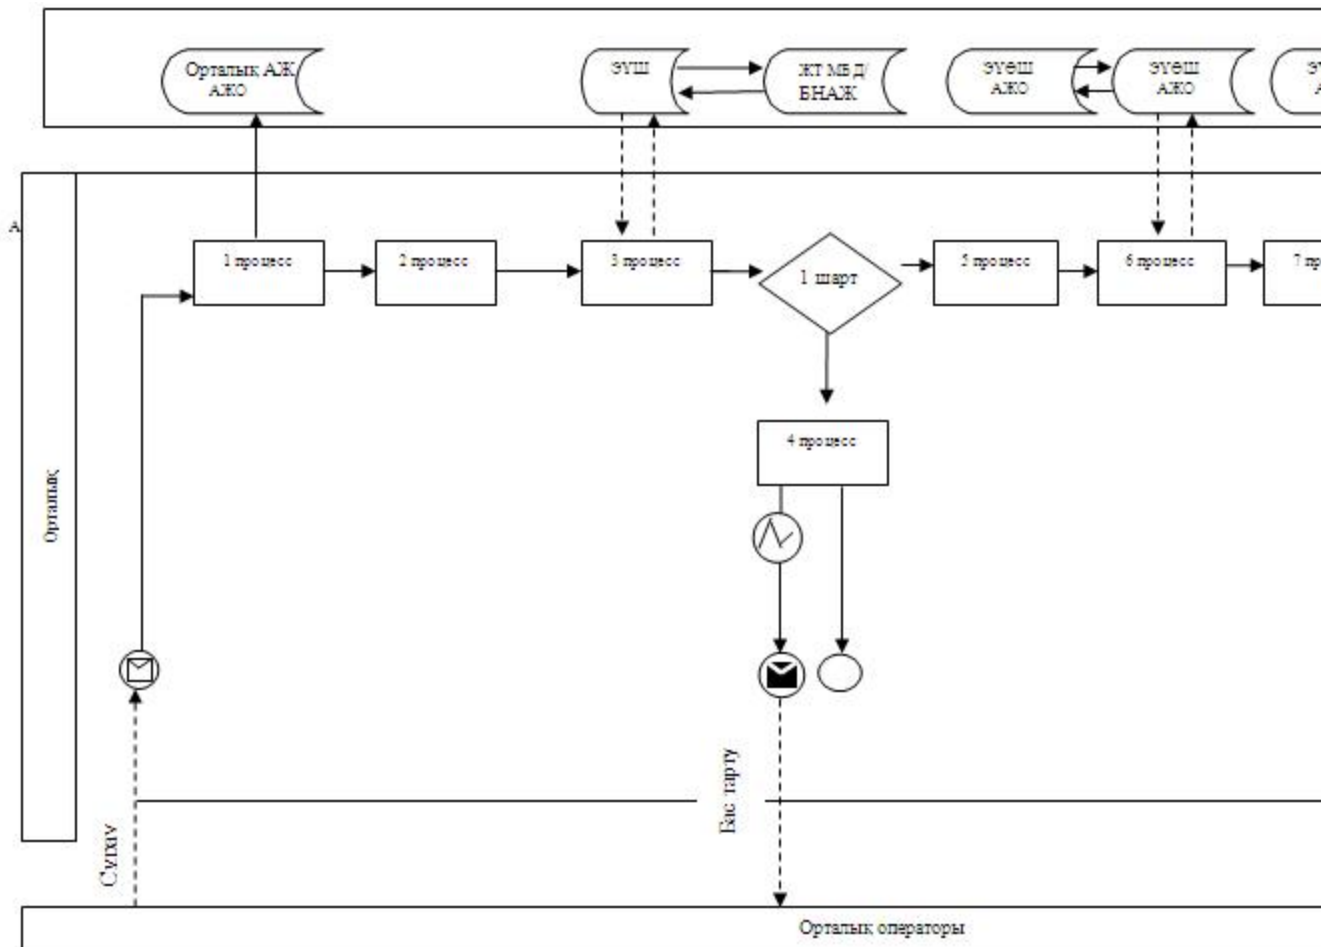 Орталық АЖ
АЖО
ЭҮШ
ЖТ МБД/
БНАЖ
ЭҮӨШ
АЖО
ЭҮӨШ
АЖО
А
1 процесс
2 процесс
3 процесс
1 шарт
5 процесс
6 процесс
4 процесс
Орталық
Бас тарту
Орталық операторы